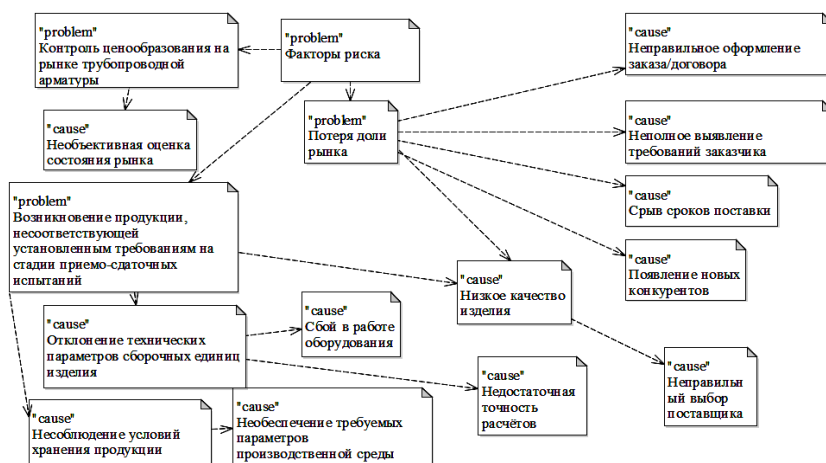 "problem"
Контроль ценообразования на
рынке трубопроводной
арматуры
"problem"
Факторы риска
"cause"
Неправильное оформление
заказа/договора
"cause"
Необъективная оценка
состояния рынка
"problem"
Потеря доли
рынка
"cause"
Неполное выявление
требований заказчика
"problem"
Возникновение продукции,
несоответствующей
установленным требованиям на
стадии приемо-сдаточных
испытаний
"cause"
Срыв сроков поставки
"cause"
Появление новых
конкурентов
"cause"
Низкое качество
изделия
"cause"
Отклонение технических
параметров сборочных единиц
изделия
"cause"
Сбой в работе
оборудования
"cause"
Недостаточная
точность
расчётов
"cause"
Неправильн
ый выбор
поставщика
"cause"
Несоблюдение условий
хранения продукции
"cause"
Необеспечение требуемых
параметров
производственной среды